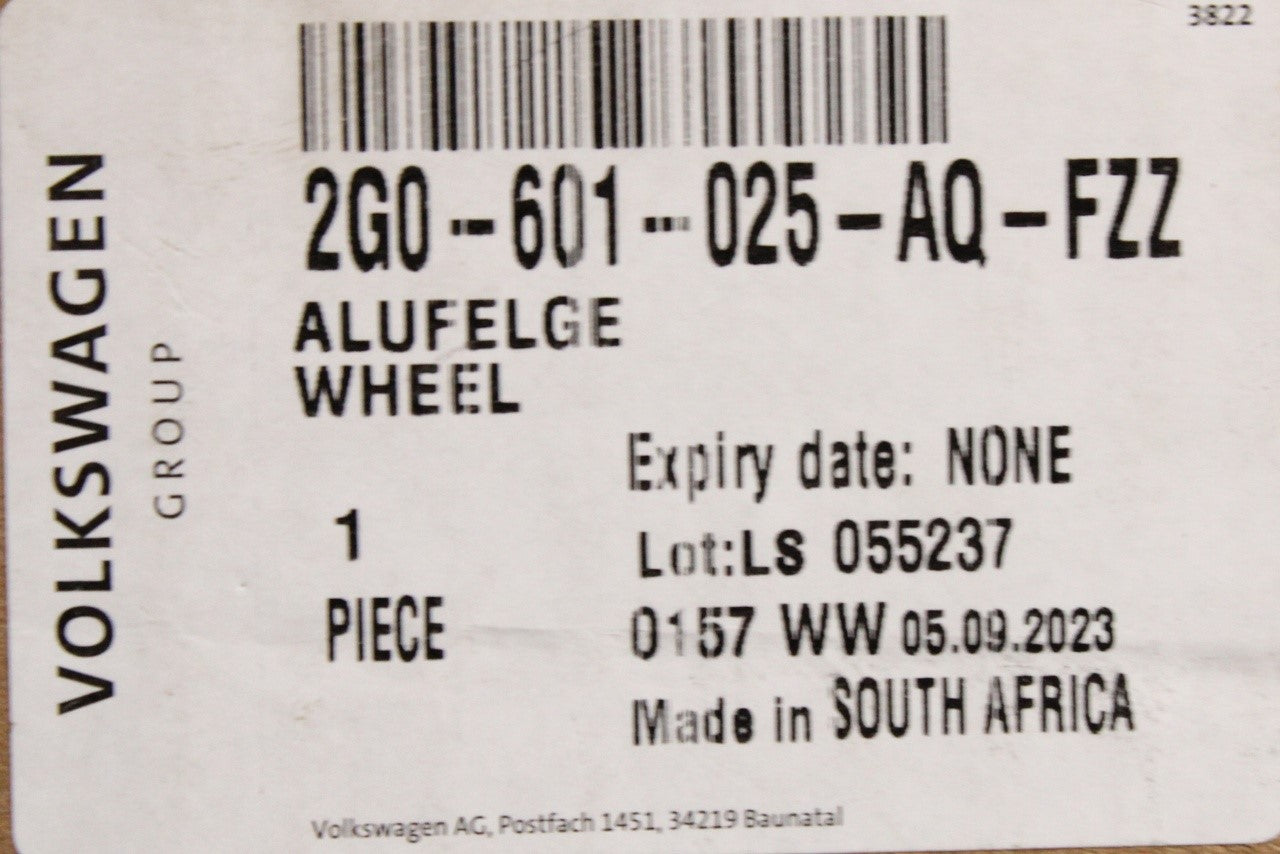 3822
VOLKSWAGEN
GROUP
2G0-601-025-AQ-FZZ
ALUFELGE
WHEEL
Expiry date: NONE
1
Lot:LS 055237
PIECE
0157 WW 05.09.2023
Made in SOUTH AFRICA
Volkswagen AG, Postfach 1451, 34219 Baunatal